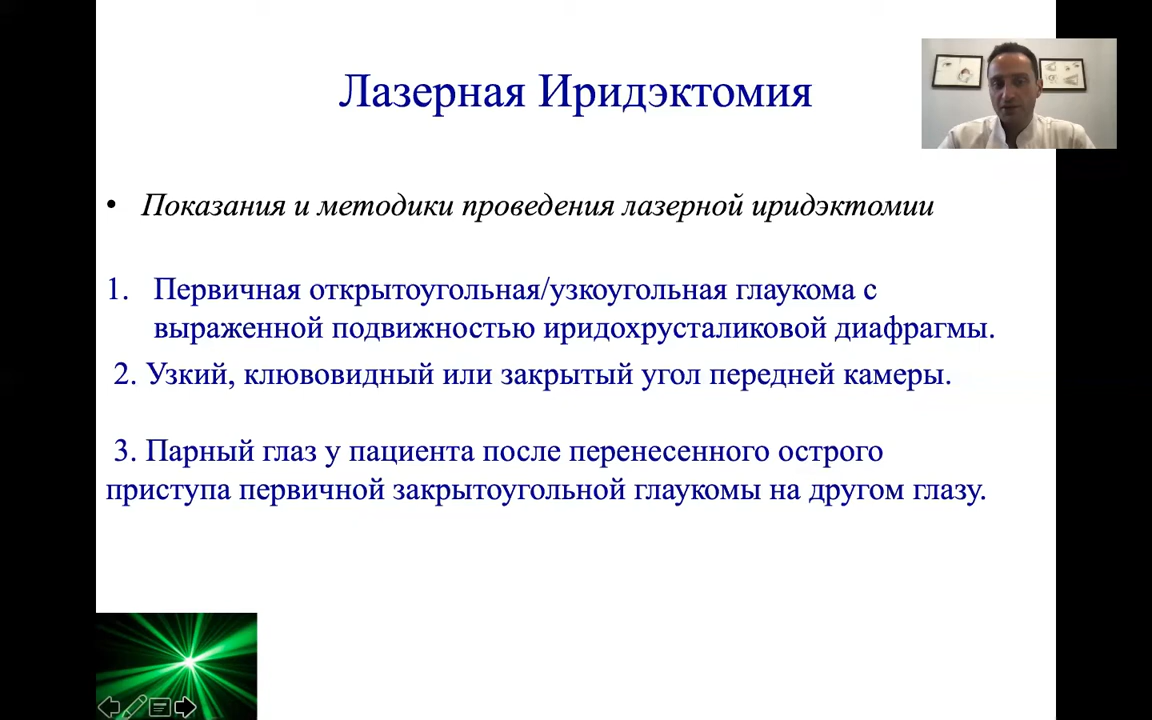 Лазерная Иридэктомия
• Показания и методики проведения лазерной иридэктомии
1. Первичная открытоугольная/узкоугольная глаукома с
выраженной подвижностью иридохрусталиковой диафрагмы.
2. Узкий, клювовидный или закрытый угол передней камеры.
3. Парный глаз у пациента после перенесенного острого
приступа первичной закрытоугольной глаукомы на другом глазу.